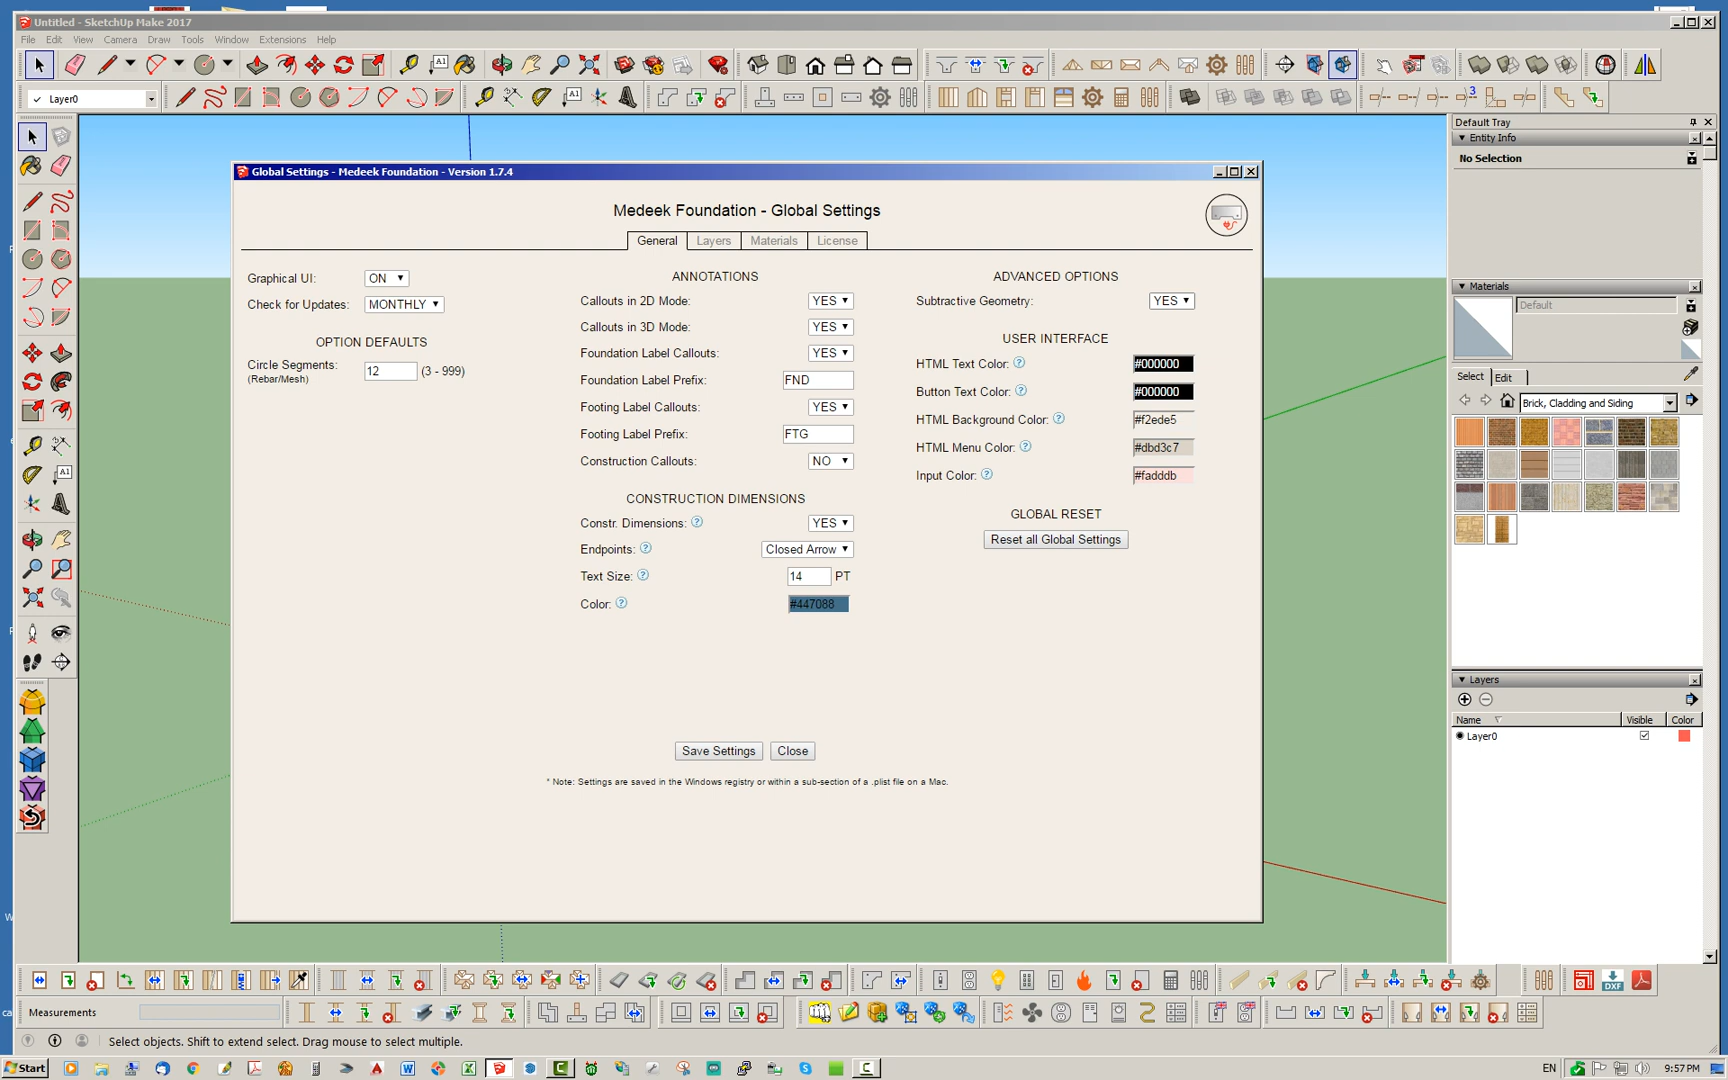 Untitled - SketchUp Make 2017
File Edit View Camera Draw Tools Window Extensions Help
Layer0
Default Tray
Entity Info
No Selection
Global Settings - Medeek Foundation - Version 1.7.4
Medeek Foundation - Global Settings
General Layers Materials License
Graphical UI: ON
Check for Updates: MONTHLY
OPTION DEFAULTS
Circle Segments: 12 (3 - 999)
(Rebar/Mesh)
ANNOTATIONS
Callouts in 2D Mode: YES
Callouts in 3D Mode: YES
Foundation Label Callouts: YES
Foundation Label Prefix: FND
Footing Label Callouts: YES
Footing Label Prefix: FTG
Construction Callouts: NO
CONSTRUCTION DIMENSIONS
Constr. Dimensions: ? YES
Endpoints: ? Closed Arrow
Text Size: ? 14 PT
Color: ? #447088
ADVANCED OPTIONS
Subtractive Geometry: YES
USER INTERFACE
HTML Text Color: ? #000000
Button Text Color: ? #000000
HTML Background Color: ? #f2ede5
HTML Menu Color: ? #dbd3c7
Input Color: ? #fadddb
GLOBAL RESET
Reset all Global Settings
Save Settings Close
* Note: Settings are saved in the Windows registry or within a sub-section of a .plist file on a Mac.
Materials
Default
Select Edit
Brick, Cladding and Siding
Layers
Name Visible Color
Layer0
DXF
Measurements
Select objects. Shift to extend select. Drag mouse to select multiple.
Start
EN 9:57 PM